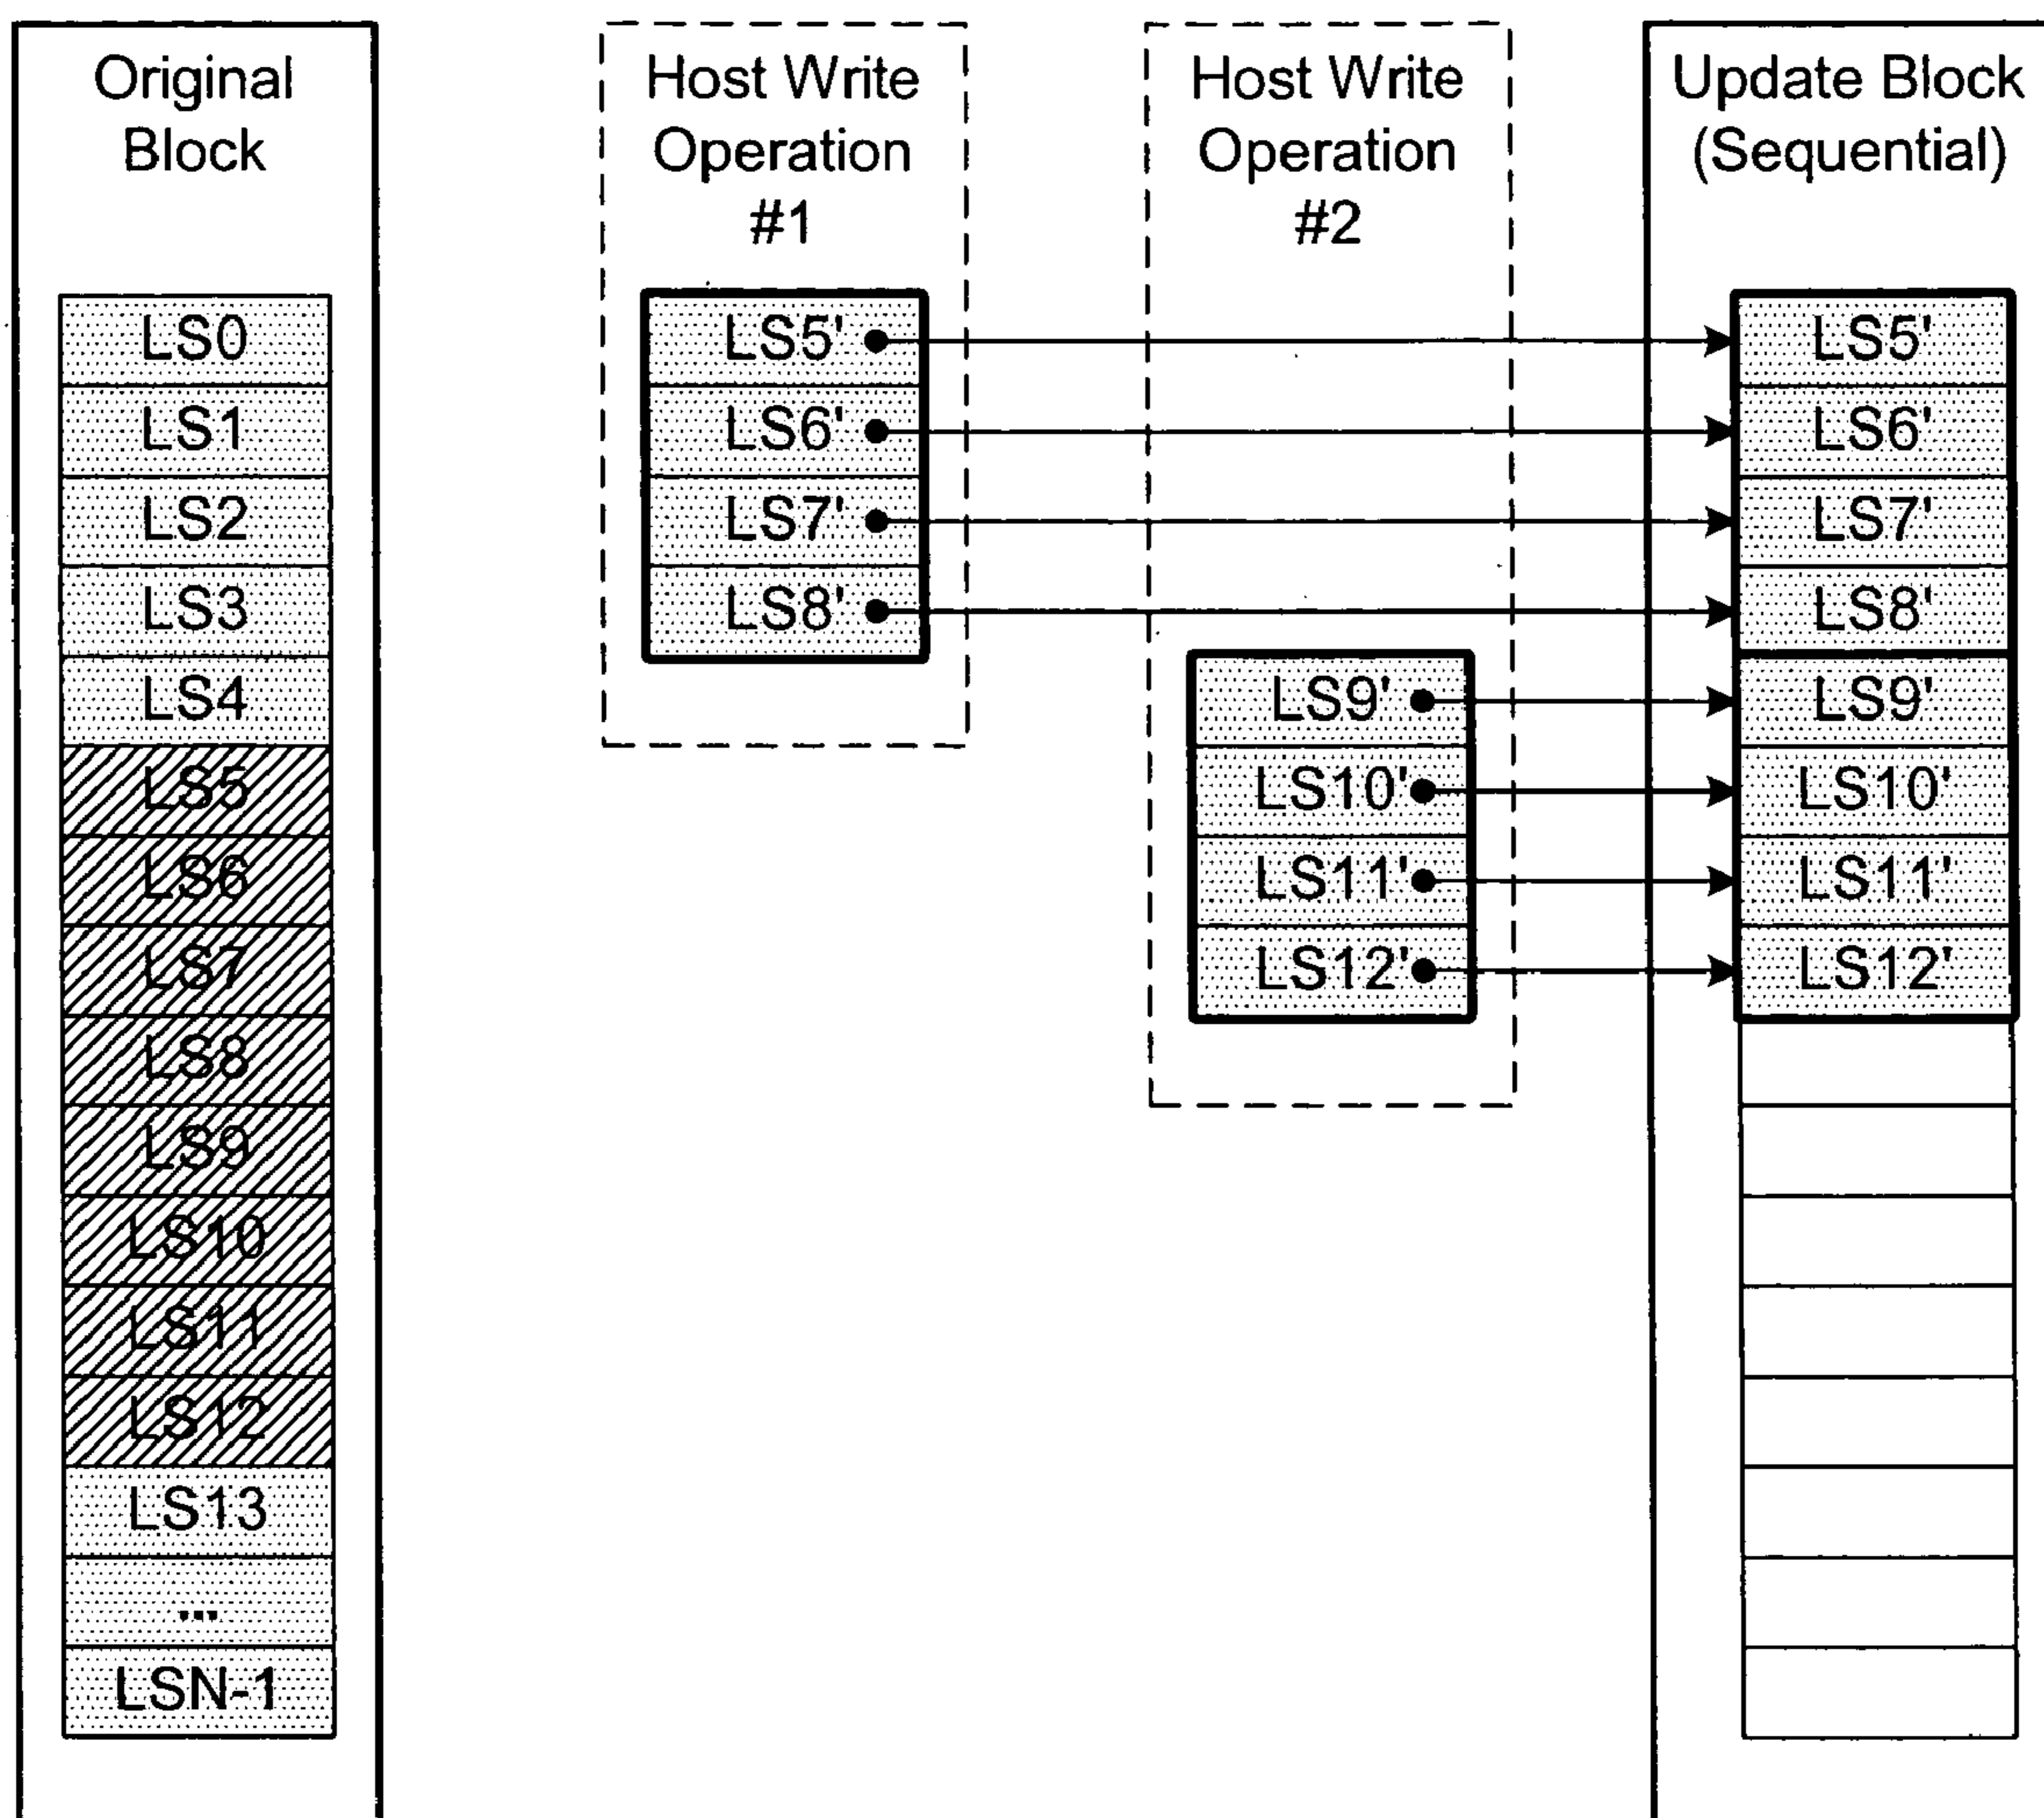 Original
Block
LS0
LS1
LS2
LS3
LS4
LS5
LS6
LS7
LS8
LS9
LS10
LS11
LS12
LS13
...
LSN-1
Host Write
Operation
#1
LS5'
LS6'
LS7'
LS8'
Host Write
Operation
#2
LS9'
LS10'
LS11'
LS12'
Update Block
(Sequential)
LS5'
LS6'
LS7'
LS8'
LS9'
LS10'
LS11'
LS12'